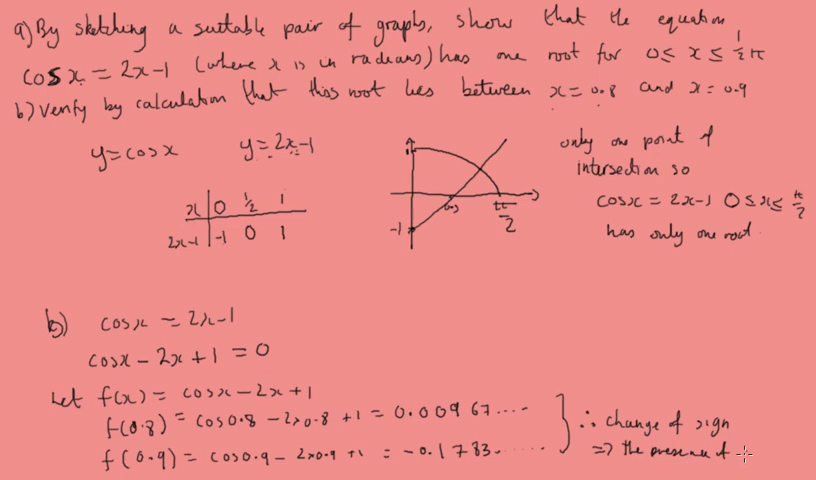 a) By sketching a suitable pair of graphs, show that the equation
cos x = 2x-1 (where x is in radians) has one root for 0 ≤ x ≤ 1/2 π
b) Verify by calculation that this root lies between x = 0.8 and x = 0.9
y = cos x y = 2x-1
x | 0 1/2 1
2x-1 | -1 0 1
1
-1
0.5
π/2
only one point of
intersection so
cos x = 2x-1 0 ≤ x ≤ π/2
has only one root.
b) cos x = 2x-1
cos x - 2x + 1 = 0
Let f(x) = cos x - 2x + 1
f(0.8) = cos 0.8 - 2×0.8 + 1 = 0.00967....
f(0.9) = cos 0.9 - 2×0.9 + 1 = -0.1783......
∴ change of sign
⇒ the presence of